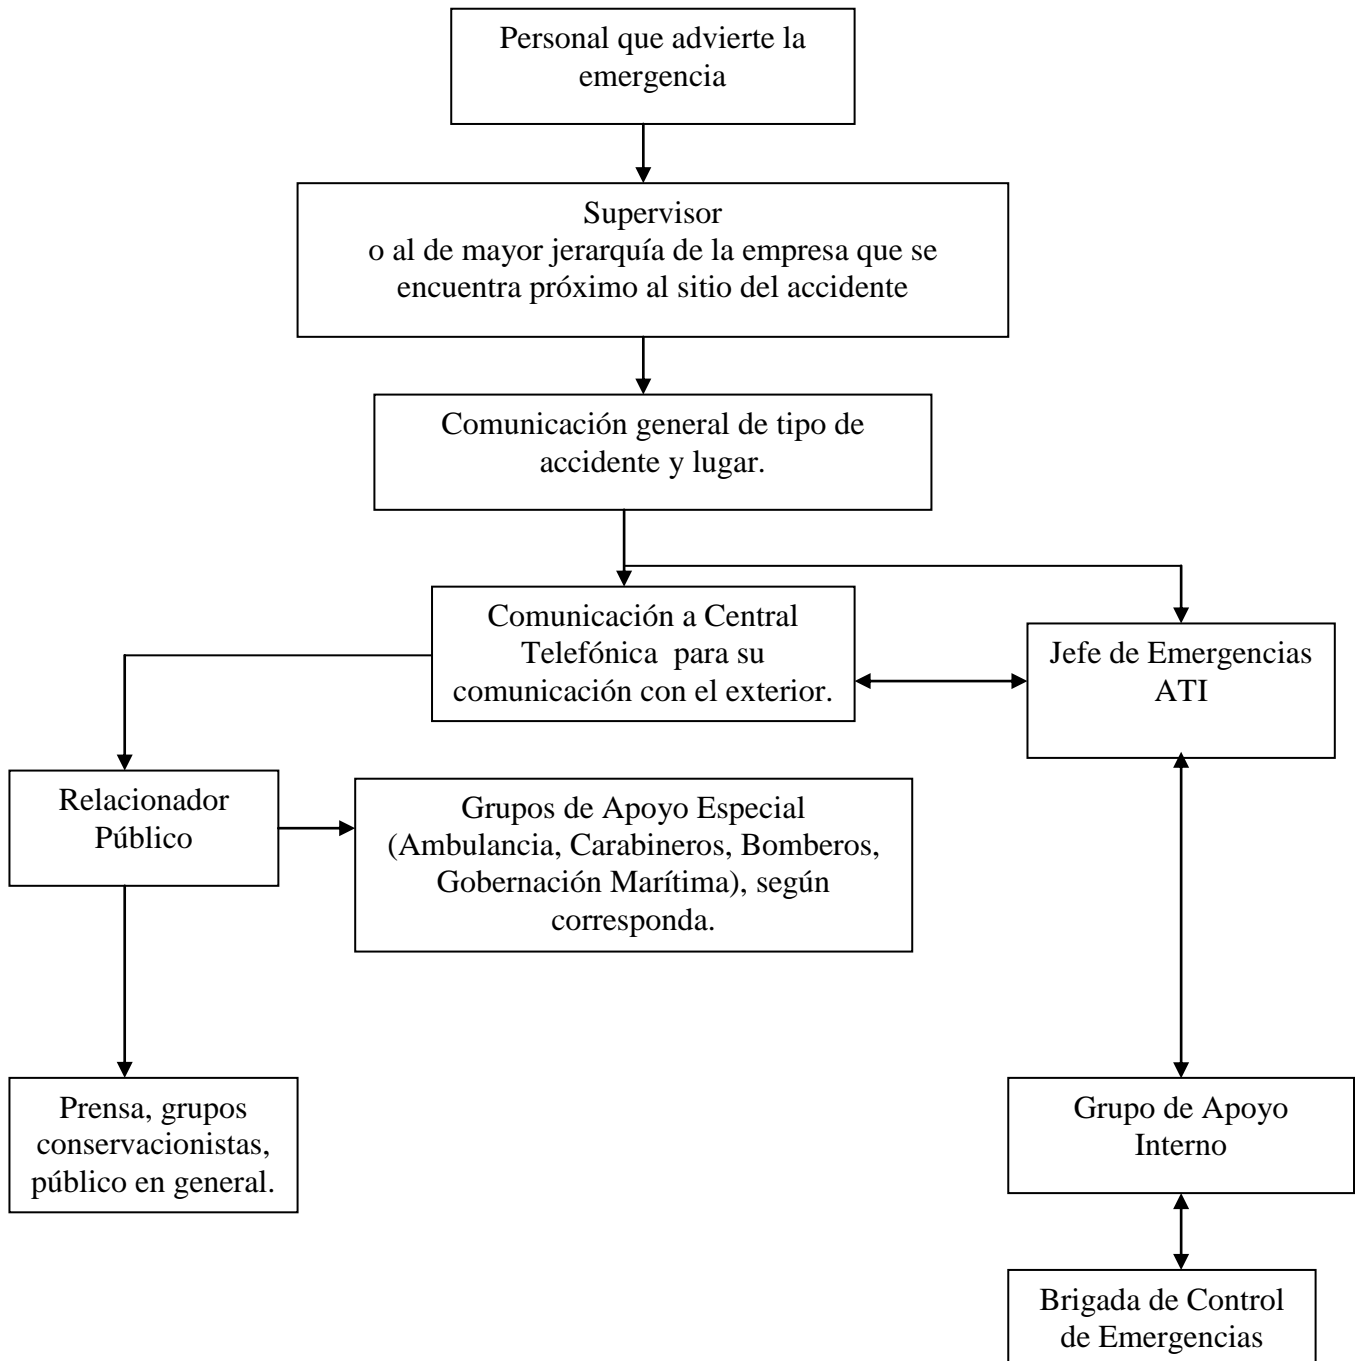 Personal que advierte la
emergencia
Supervisor
o al de mayor jerarquía de la empresa que se
encuentra próximo al sitio del accidente
Comunicación general de tipo de
accidente y lugar.
Comunicación a Central
Telefónica para su
comunicación con el exterior.
Jefe de Emergencias
ATI
Relacionador
Público
Grupos de Apoyo Especial
(Ambulancia, Carabineros, Bomberos,
Gobernación Marítima), según
corresponda.
Prensa, grupos
conservacionistas,
público en general.
Grupo de Apoyo
Interno
Brigada de Control
de Emergencias